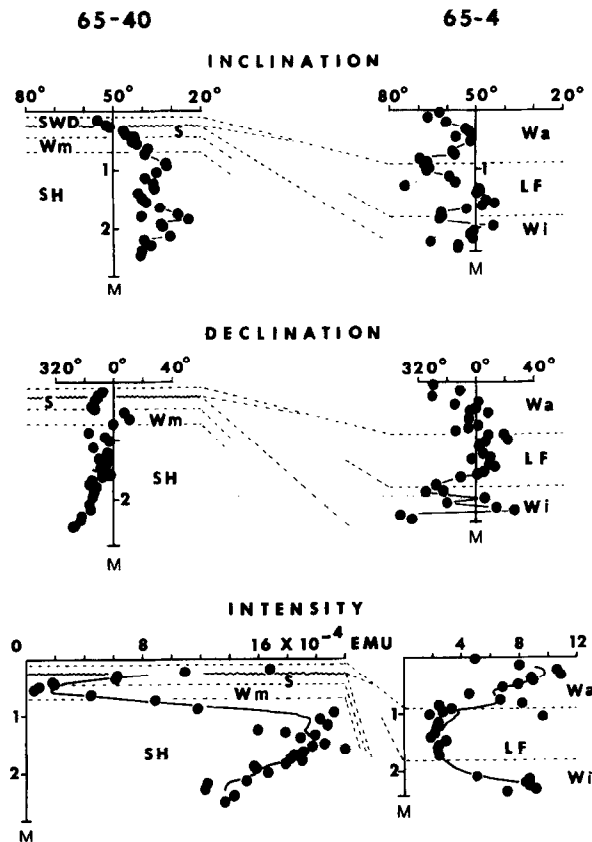 65-40 65-4
INCLINATION
80° 50° 20° 80° 50° 20°
SWD S Wa
Wm
1 1
SH LF
2 Wi
M M
DECLINATION
320° 0° 40° 320° 0° 40°
S Wa
Wm
LF
SH
2 Wi
M M
INTENSITY
0 8 16 X 10⁻⁴ EMU 4 8 12
S Wa
Wm
1 1
SH LF
2 2 Wi
M M